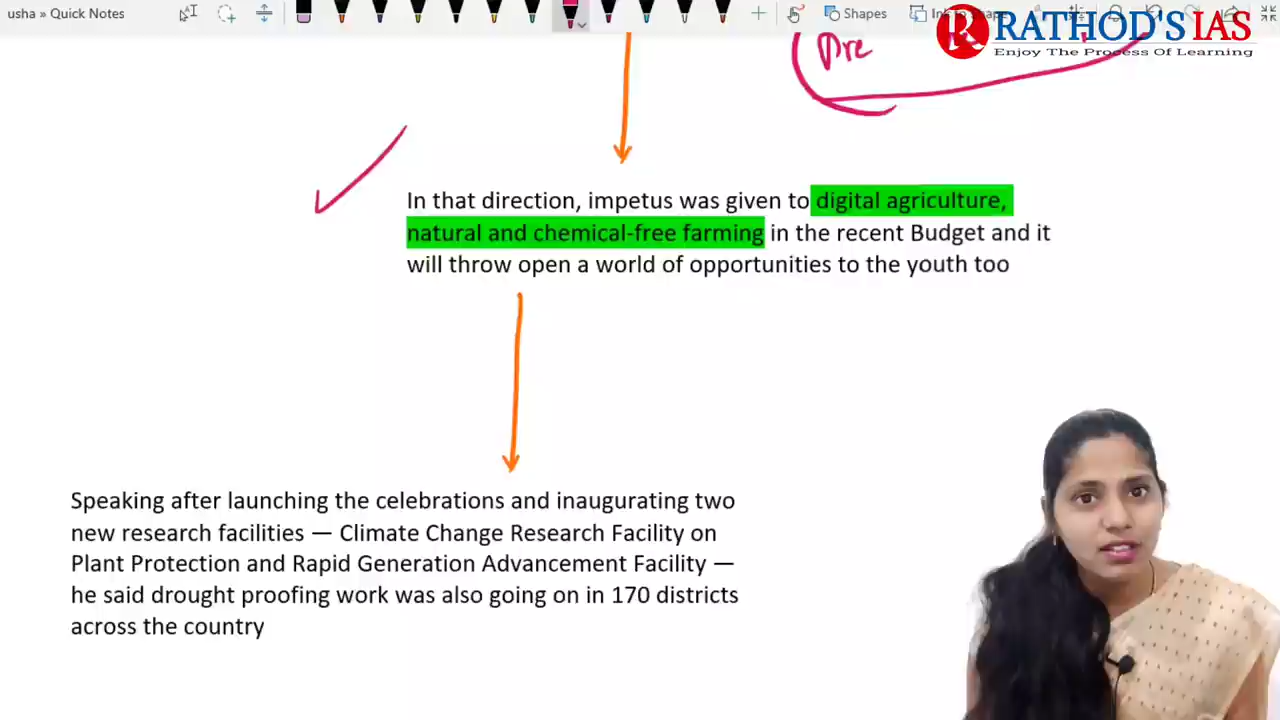 usha » Quick Notes
Shapes
RATHOD'S IAS
Enjoy The Process Of Learning
Pre
In that direction, impetus was given to digital agriculture,
natural and chemical-free farming in the recent Budget and it
will throw open a world of opportunities to the youth too
Speaking after launching the celebrations and inaugurating two
new research facilities — Climate Change Research Facility on
Plant Protection and Rapid Generation Advancement Facility —
he said drought proofing work was also going on in 170 districts
across the country